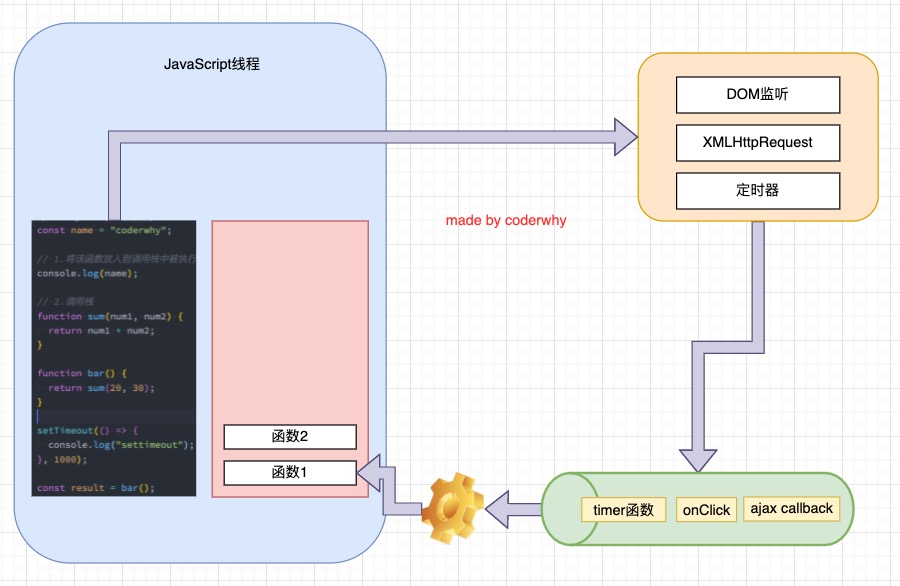 JavaScript线程
const name = "coderwhy";
// 1.将该函数放入到调用栈中被执行
console.log(name);
// 2.调用栈
function sum(num1, num2) {
return num1 + num2;
}
function bar() {
return sum(20, 30);
}
setTimeout(() => {
console.log("settimeout");
}, 1000);
const result = bar();
函数2
函数1
made by coderwhy
DOM监听
XMLHttpRequest
定时器
timer函数
onClick
ajax callback